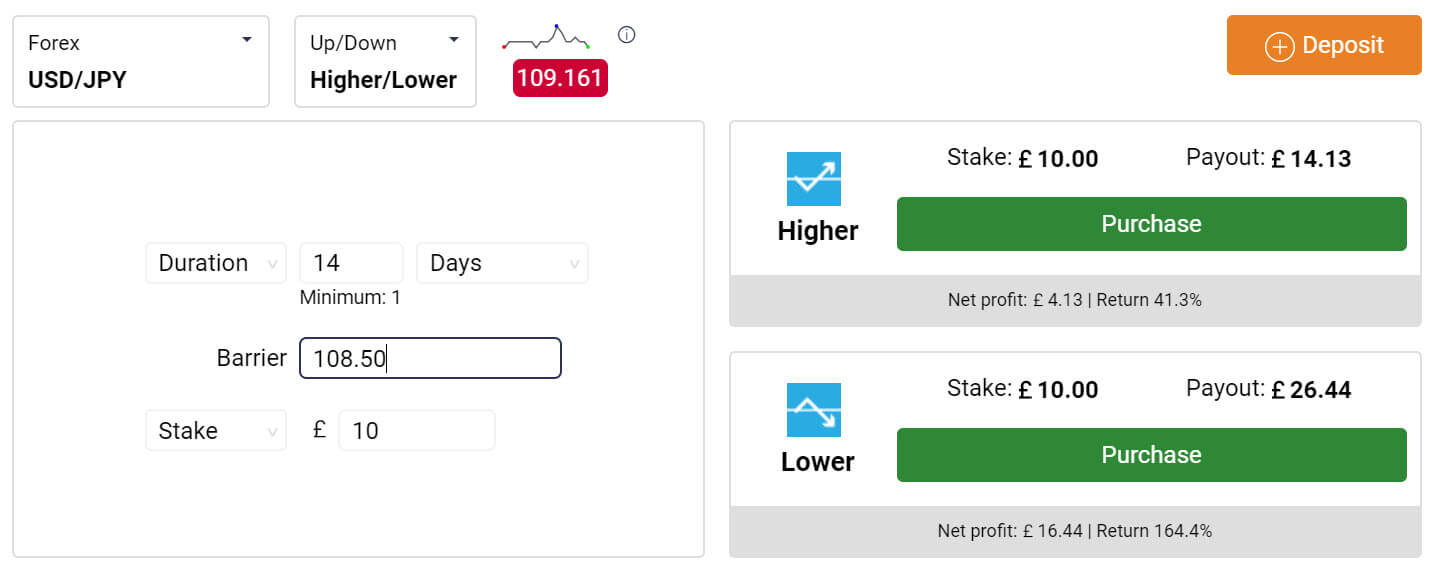 Forex
USD/JPY
Up/Down
Higher/Lower
109.161
Deposit
Duration 14 Days
Minimum: 1
Barrier 108.50
Stake £ 10
Higher
Stake: £ 10.00 Payout: £ 14.13
Purchase
Net profit: £ 4.13 | Return 41.3%
Lower
Stake: £ 10.00 Payout: £ 26.44
Purchase
Net profit: £ 16.44 | Return 164.4%